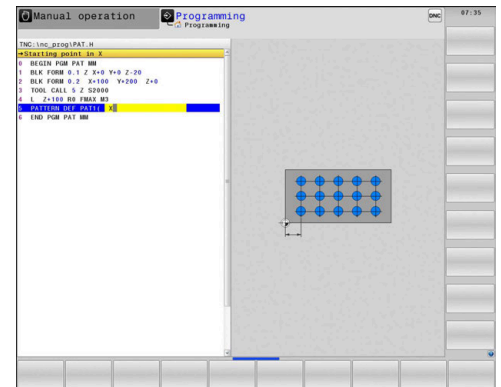 Manual operation
Programming
Programming
DNC
07:35
TNC:\nc_prog\PAT.H
→Starting point in X
0 BEGIN PGM PAT MM
1 BLK FORM 0.1 Z X+0 Y+0 Z-20
2 BLK FORM 0.2 X+100 Y+200 Z+0
3 TOOL CALL 5 Z S2000
4 L Z+100 R0 FMAX M3
5 PATTERN DEF PAT1( X
6 END PGM PAT MM